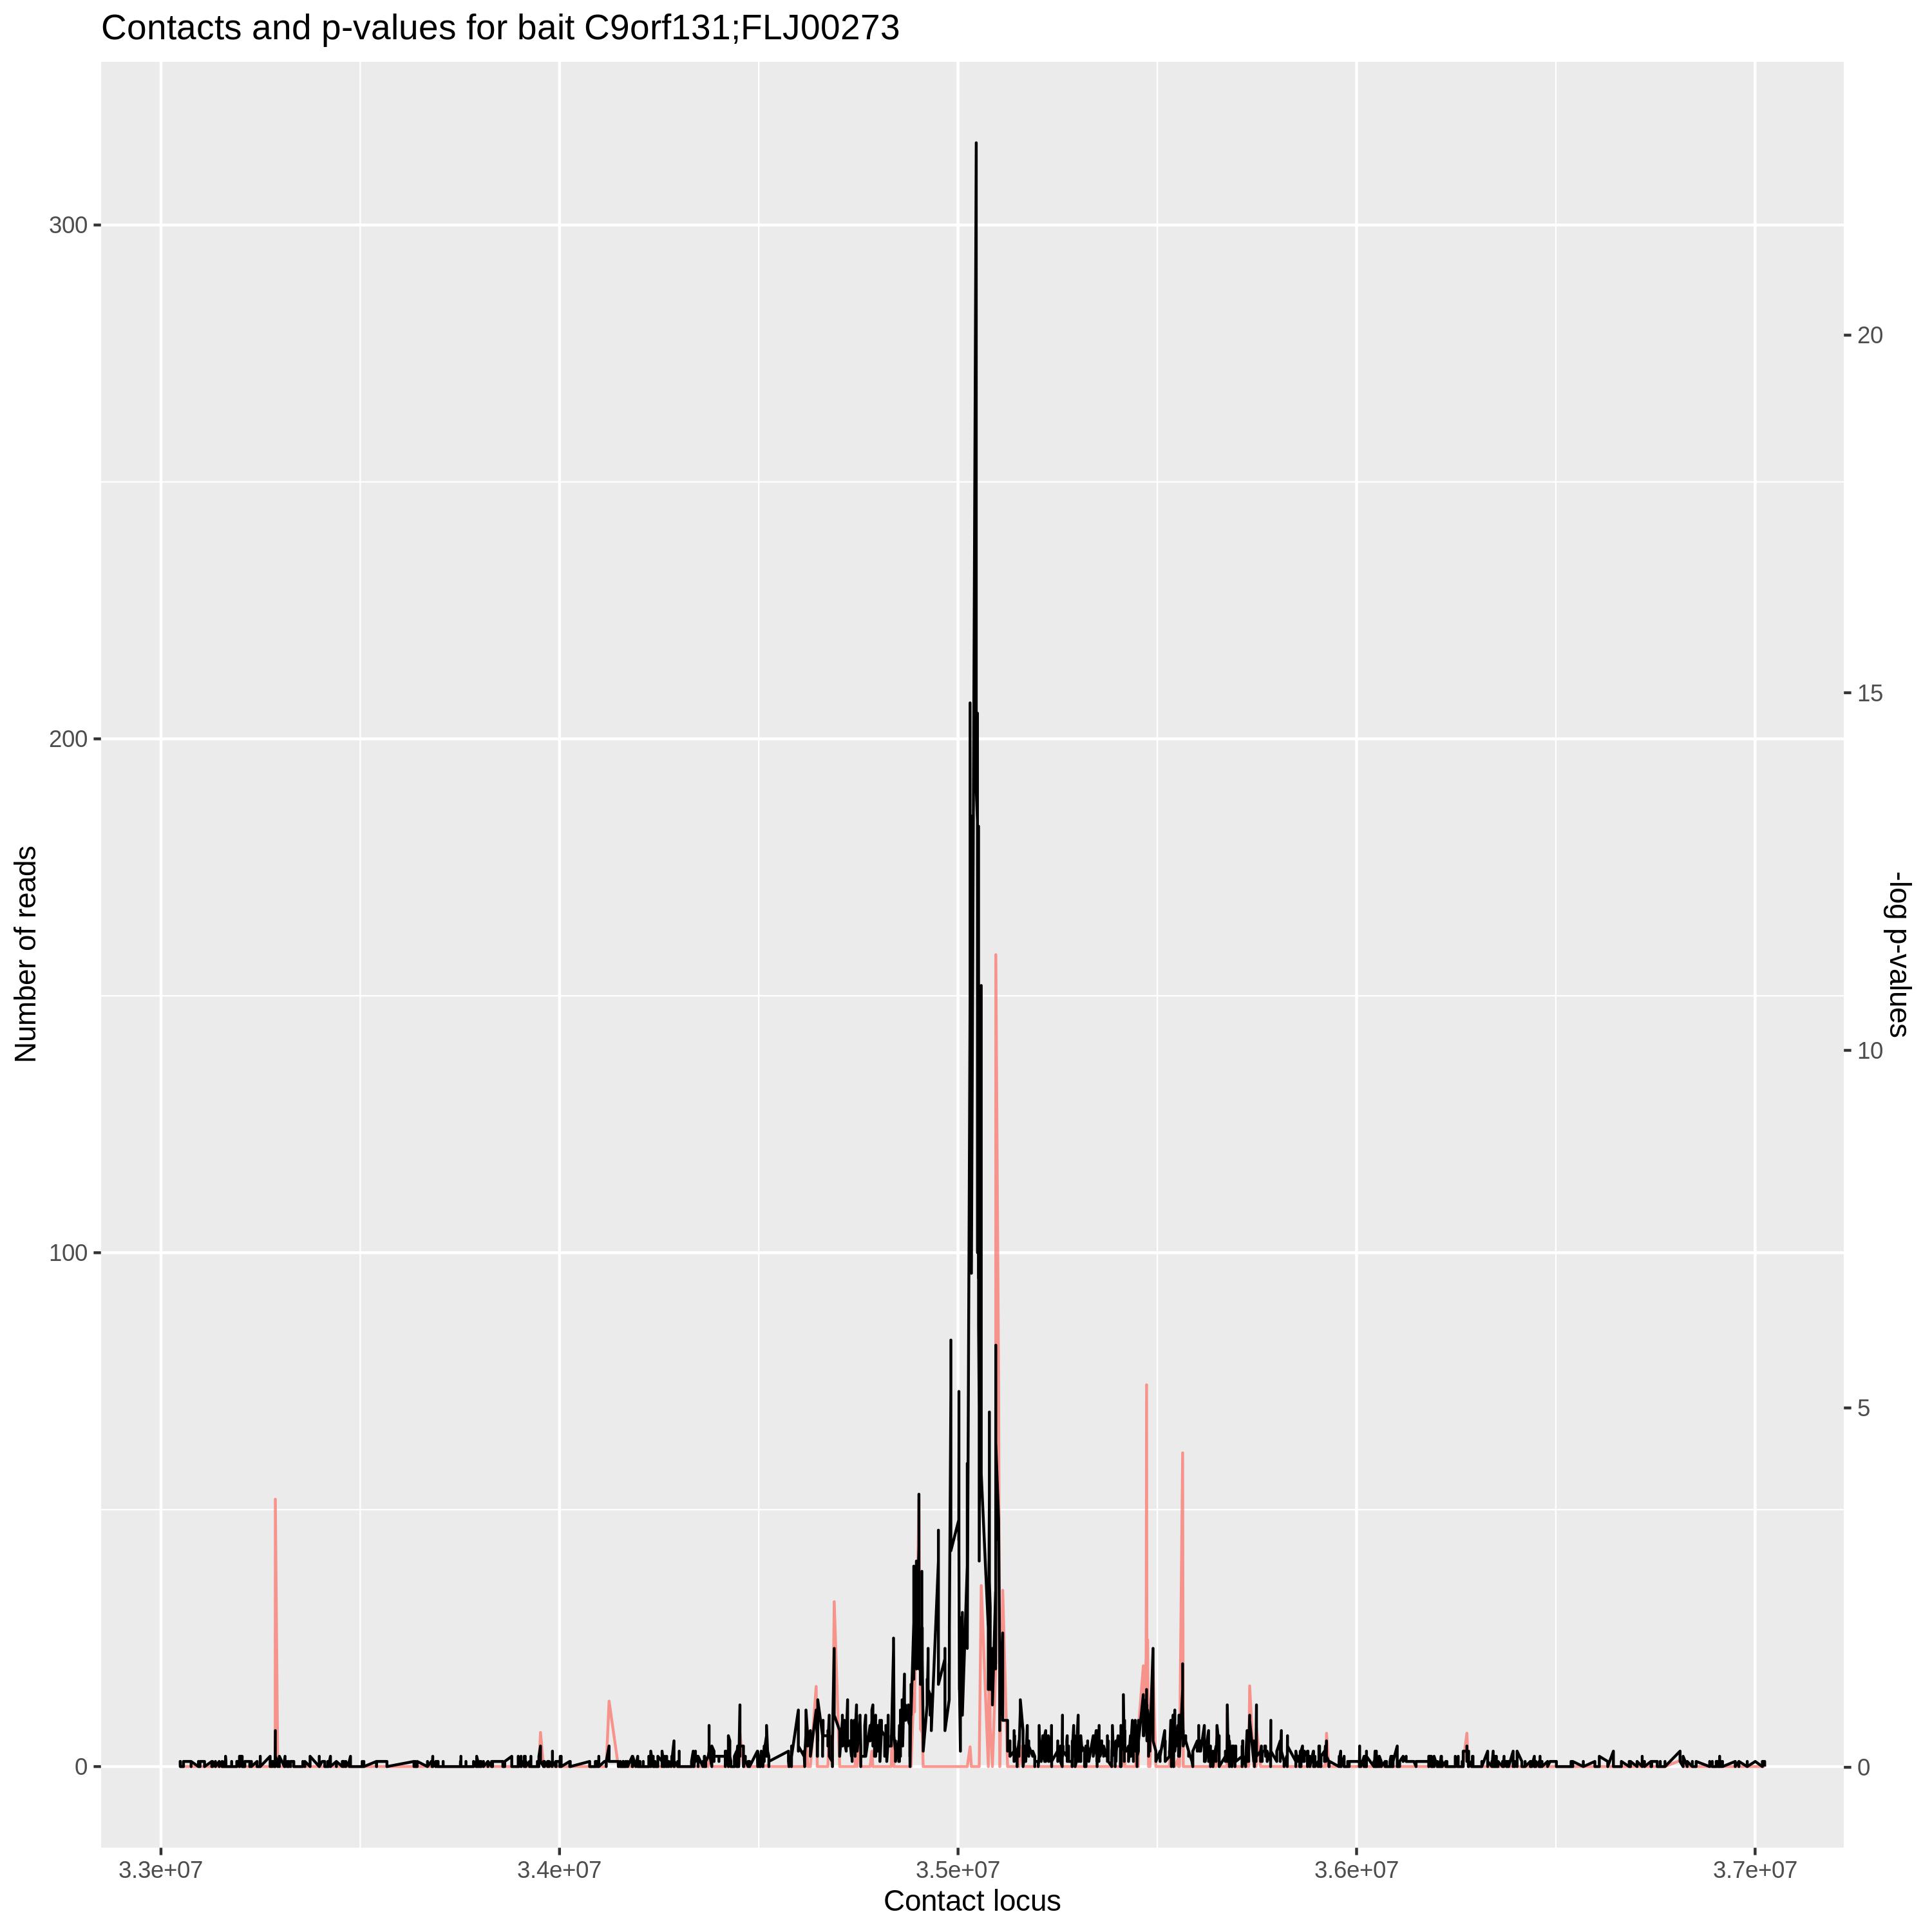 Contacts and p-values for bait C9orf131;FLJ00273
300
200
100
0
Number of reads
20
15
10
5
0
-log p-values
3.3e+07
3.4e+07
3.5e+07
3.6e+07
3.7e+07
Contact locus